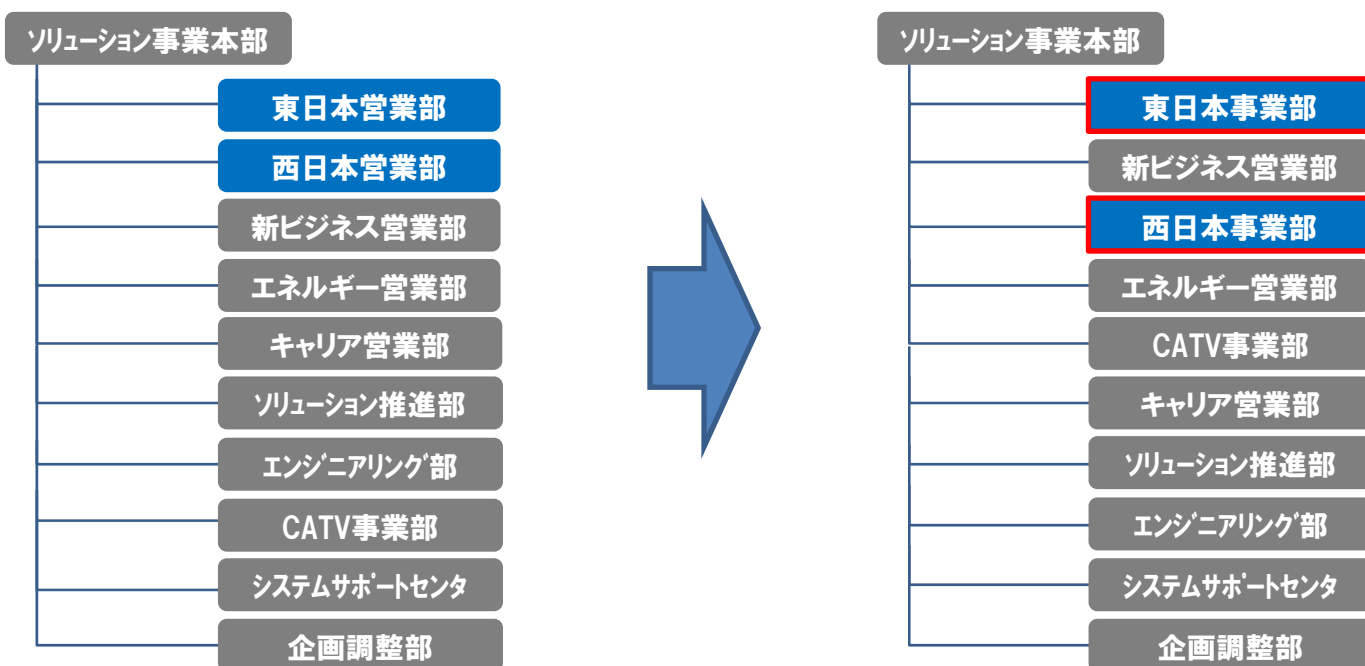 ソリューション事業本部
東日本営業部
西日本営業部
新ビジネス営業部
エネルギー営業部
キャリア営業部
ソリューション推進部
エンジニアリング部
CATV事業部
システムサポートセンタ
企画調整部
ソリューション事業本部
東日本事業部
新ビジネス営業部
西日本事業部
エネルギー営業部
CATV事業部
キャリア営業部
ソリューション推進部
エンジニアリング部
システムサポートセンタ
企画調整部